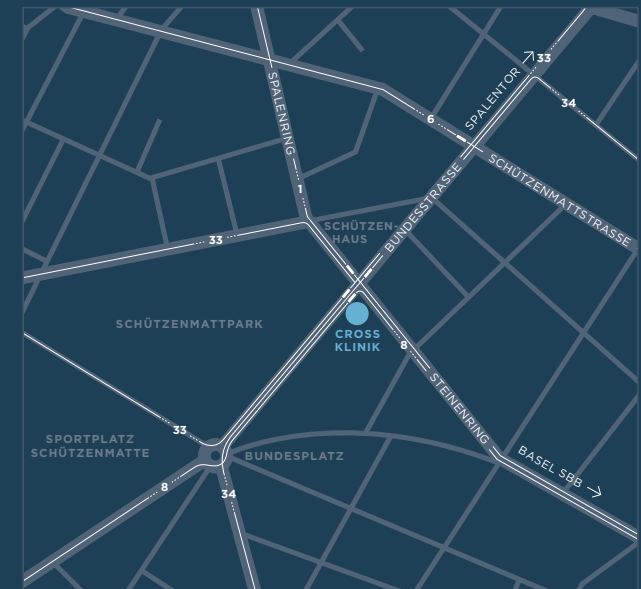 33
SPALENTOR
34
6
SPALENRING
SCHÜTZENMATTSTRASSE
1
BUNDESSTRASSE
SCHÜTZEN-
HAUS
33
SCHÜTZENMATTPARK
CROSS
KLINIK
8
STEINENRING
33
SPORTPLATZ
SCHÜTZENMATTE
BUNDESPLATZ
BASEL SBB
8
34